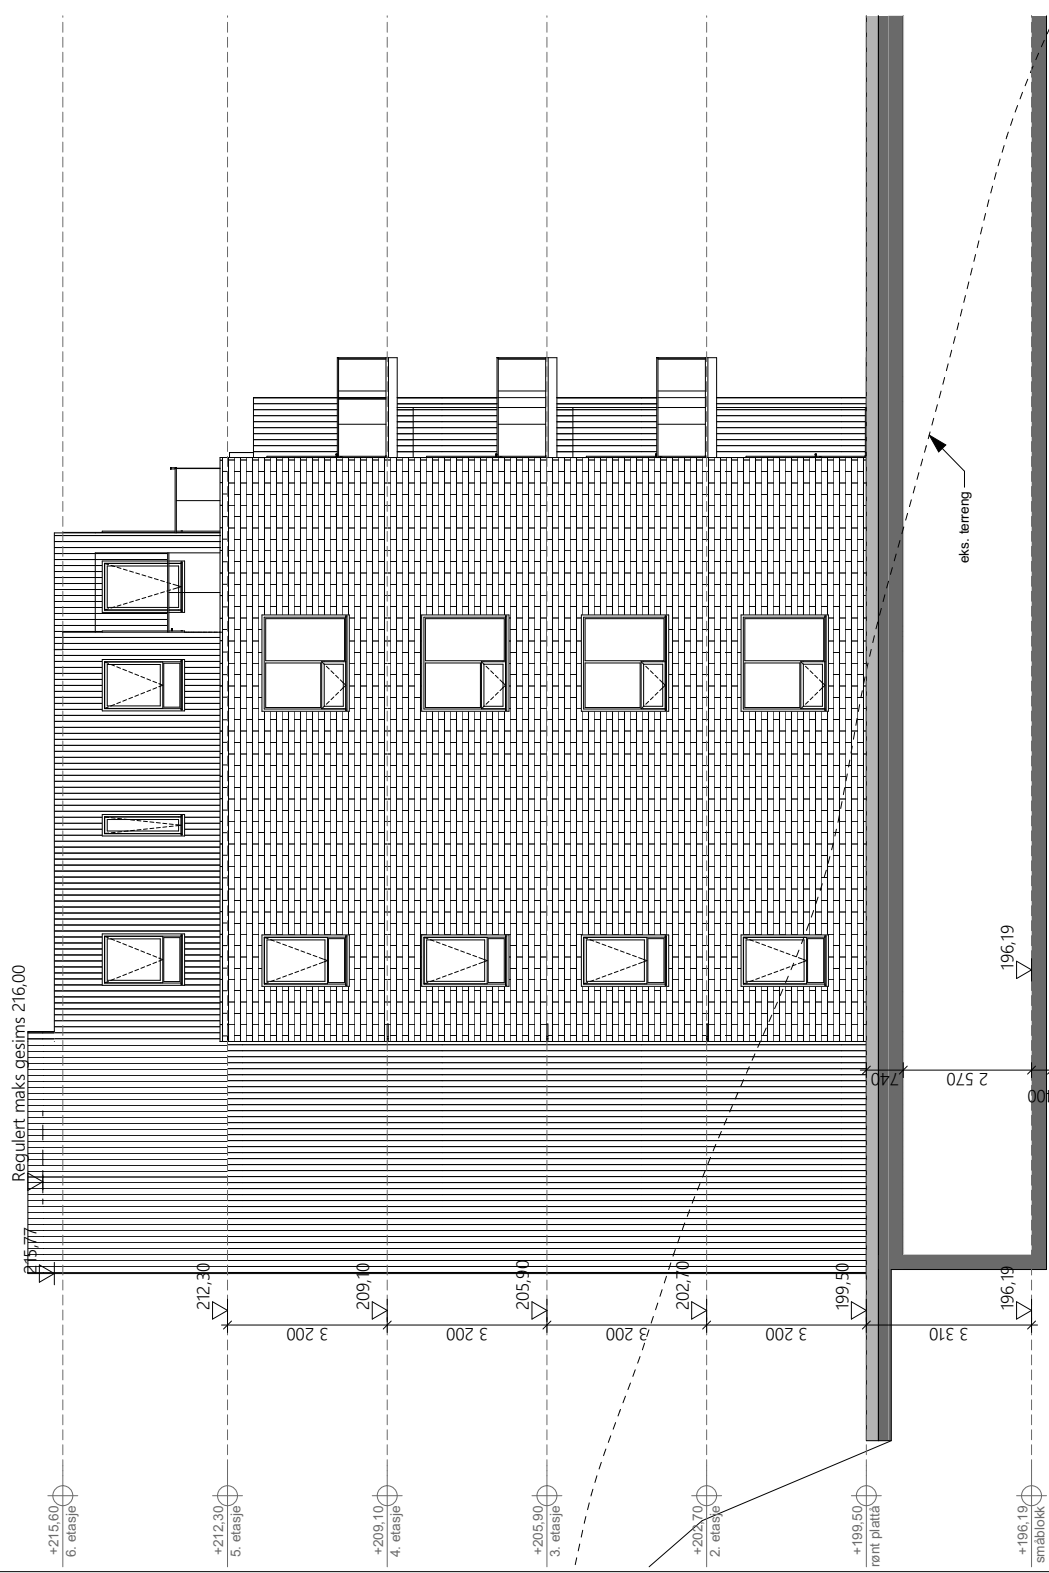 Regulert maks gesims 216,00
215,77
212,30
209,10
205,90
202,70
199,50
196,19
196,19
3 200
3 200
3 200
3 200
3 310
740
2 570
eks. terreng
+215,60
6. etasje
+212,30
5. etasje
+209,10
4. etasje
+205,90
3. etasje
+202,70
2. etasje
+199,50
rønt plattå
+196,19
småblokk